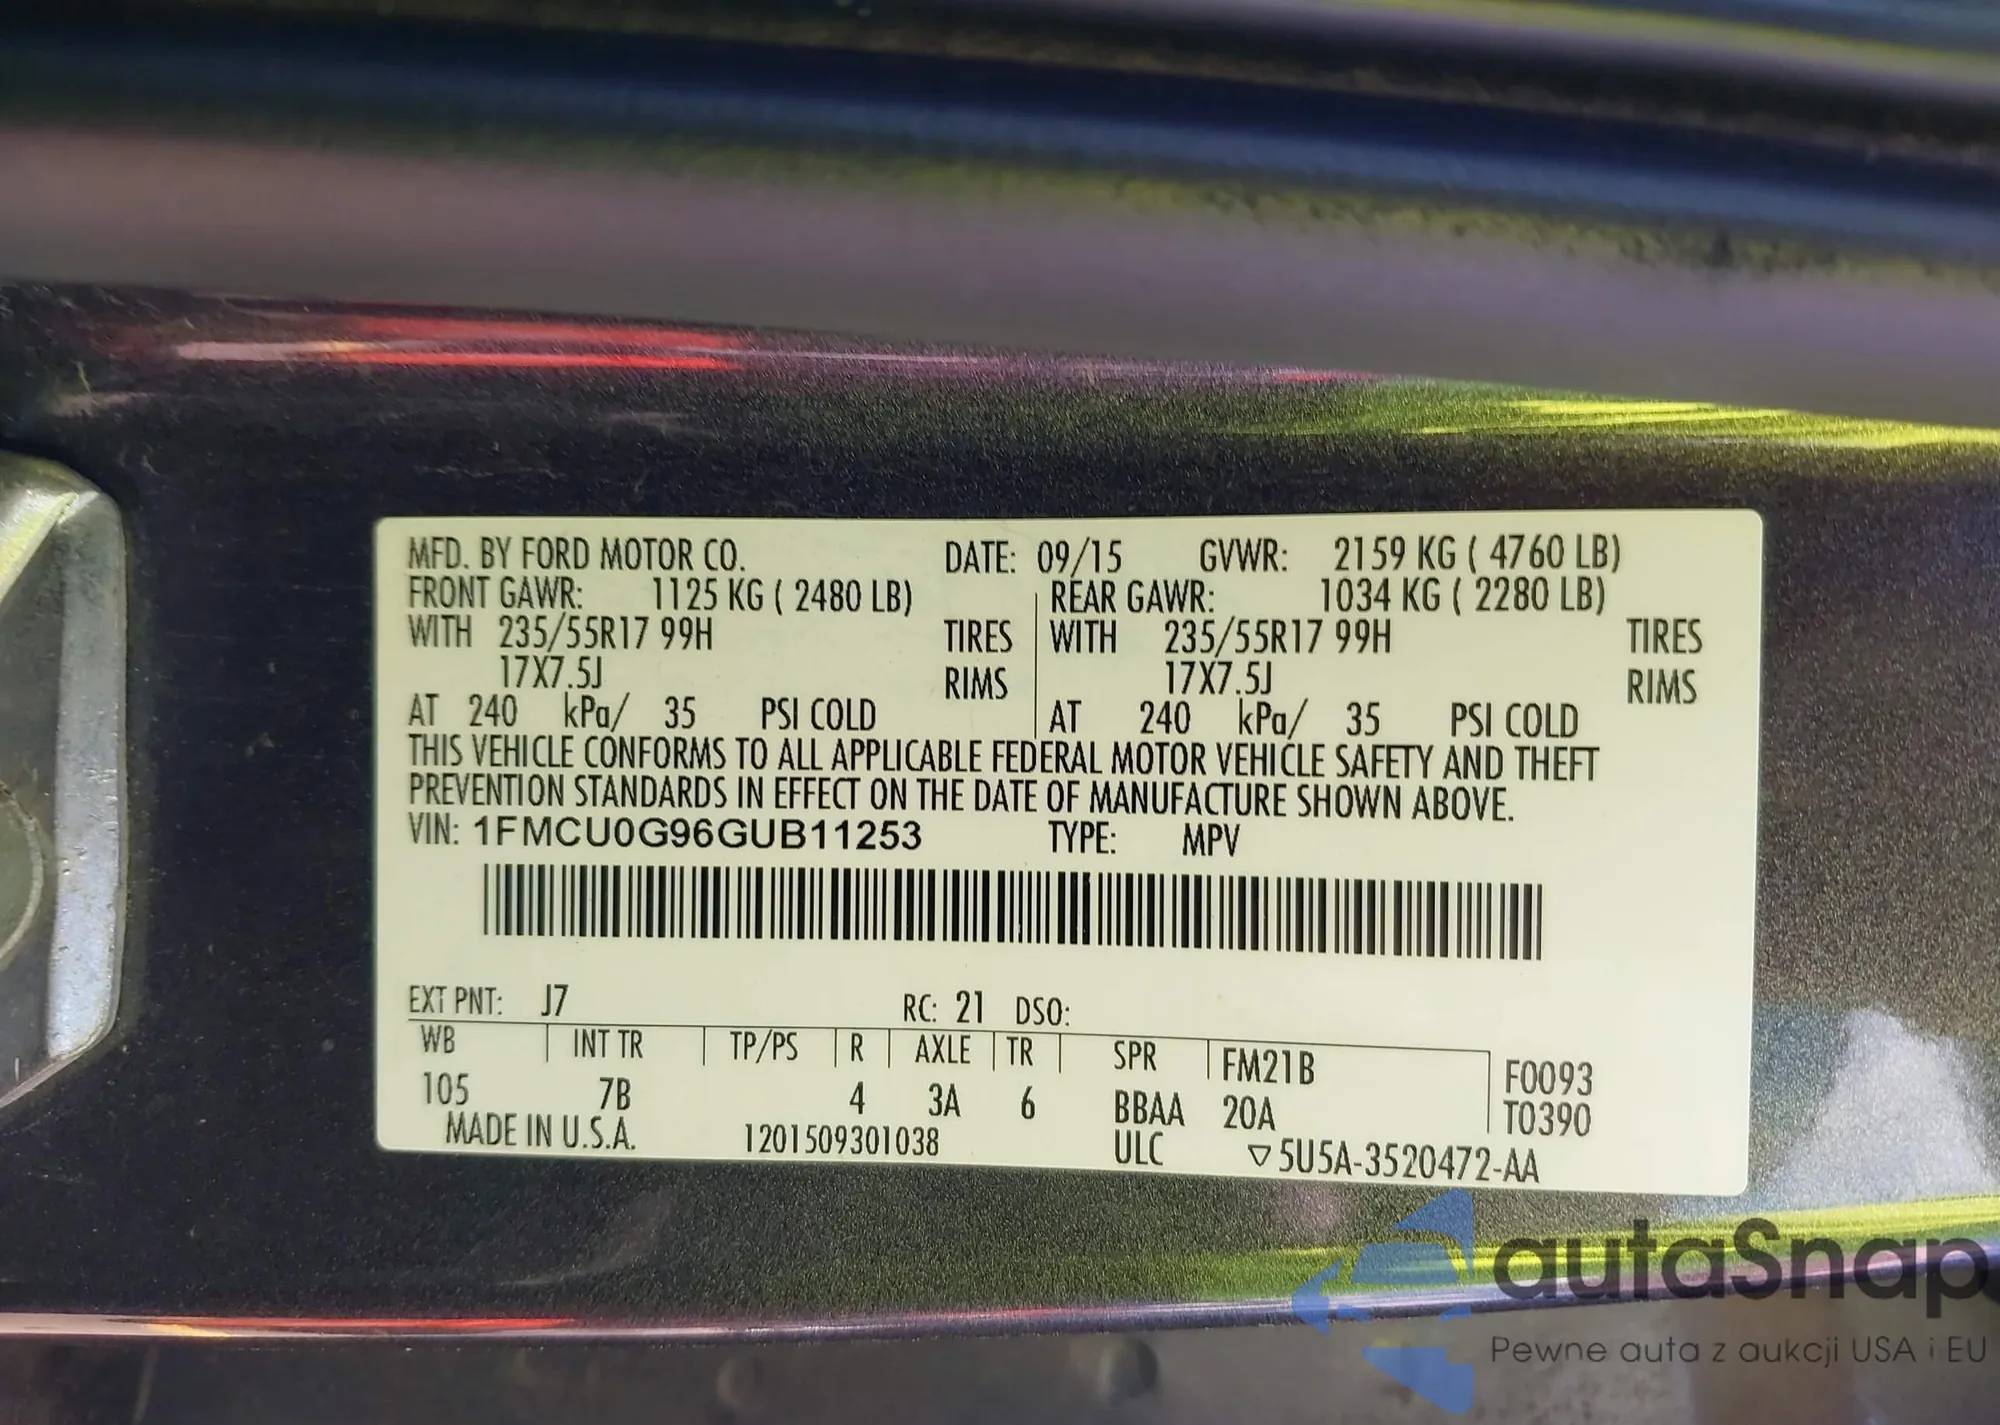 MFD. BY FORD MOTOR CO. DATE: 09/15 GVWR: 2159 KG ( 4760 LB)
FRONT GAWR: 1125 KG ( 2480 LB) REAR GAWR: 1034 KG ( 2280 LB)
WITH 235/55R17 99H TIRES WITH 235/55R17 99H TIRES
17X7.5J RIMS 17X7.5J RIMS
AT 240 kPa/ 35 PSI COLD AT 240 kPa/ 35 PSI COLD
THIS VEHICLE CONFORMS TO ALL APPLICABLE FEDERAL MOTOR VEHICLE SAFETY AND THEFT
PREVENTION STANDARDS IN EFFECT ON THE DATE OF MANUFACTURE SHOWN ABOVE.
VIN: 1FMCU0G96GUB11253 TYPE: MPV
EXT PNT: J7 RC: 21 DSO:
WB INT TR TP/PS R AXLE TR SPR FM21B F0093
105 7B 4 3A 6 BBAA 20A T0390
MADE IN U.S.A. 1201509301038 ULC ▽5U5A-3520472-AA
autaSnap
Pewne auta z aukcji USA i EU